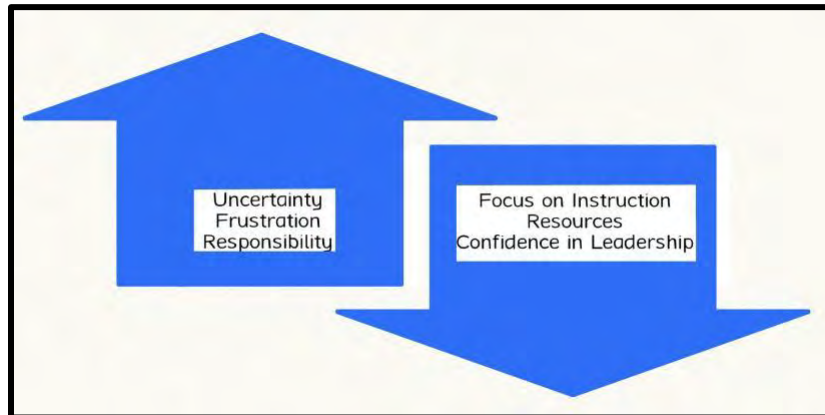 Uncertainty
Frustration
Responsibility
Focus on Instruction
Resources
Confidence in Leadership